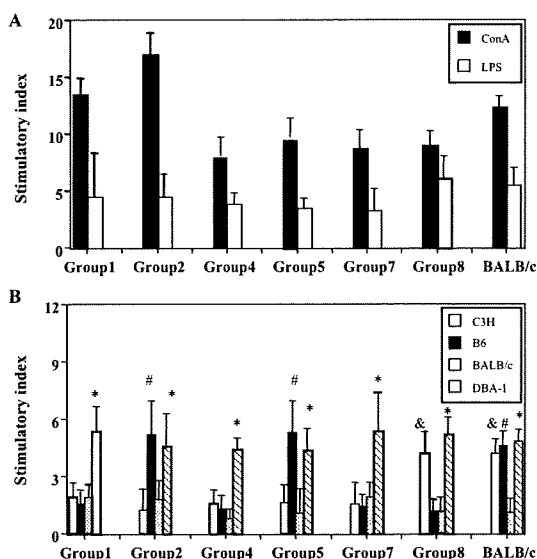 A
20
15
10
5
0
Stimulatory index
ConA
LPS
Group1 Group2 Group4 Group5 Group7 Group8 BALB/c
B
12
9
6
3
0
Stimulatory index
C3H
B6
BALB/c
DBA-1
* # * * # * * & * & # *
Group1 Group2 Group4 Group5 Group7 Group8 BALB/c